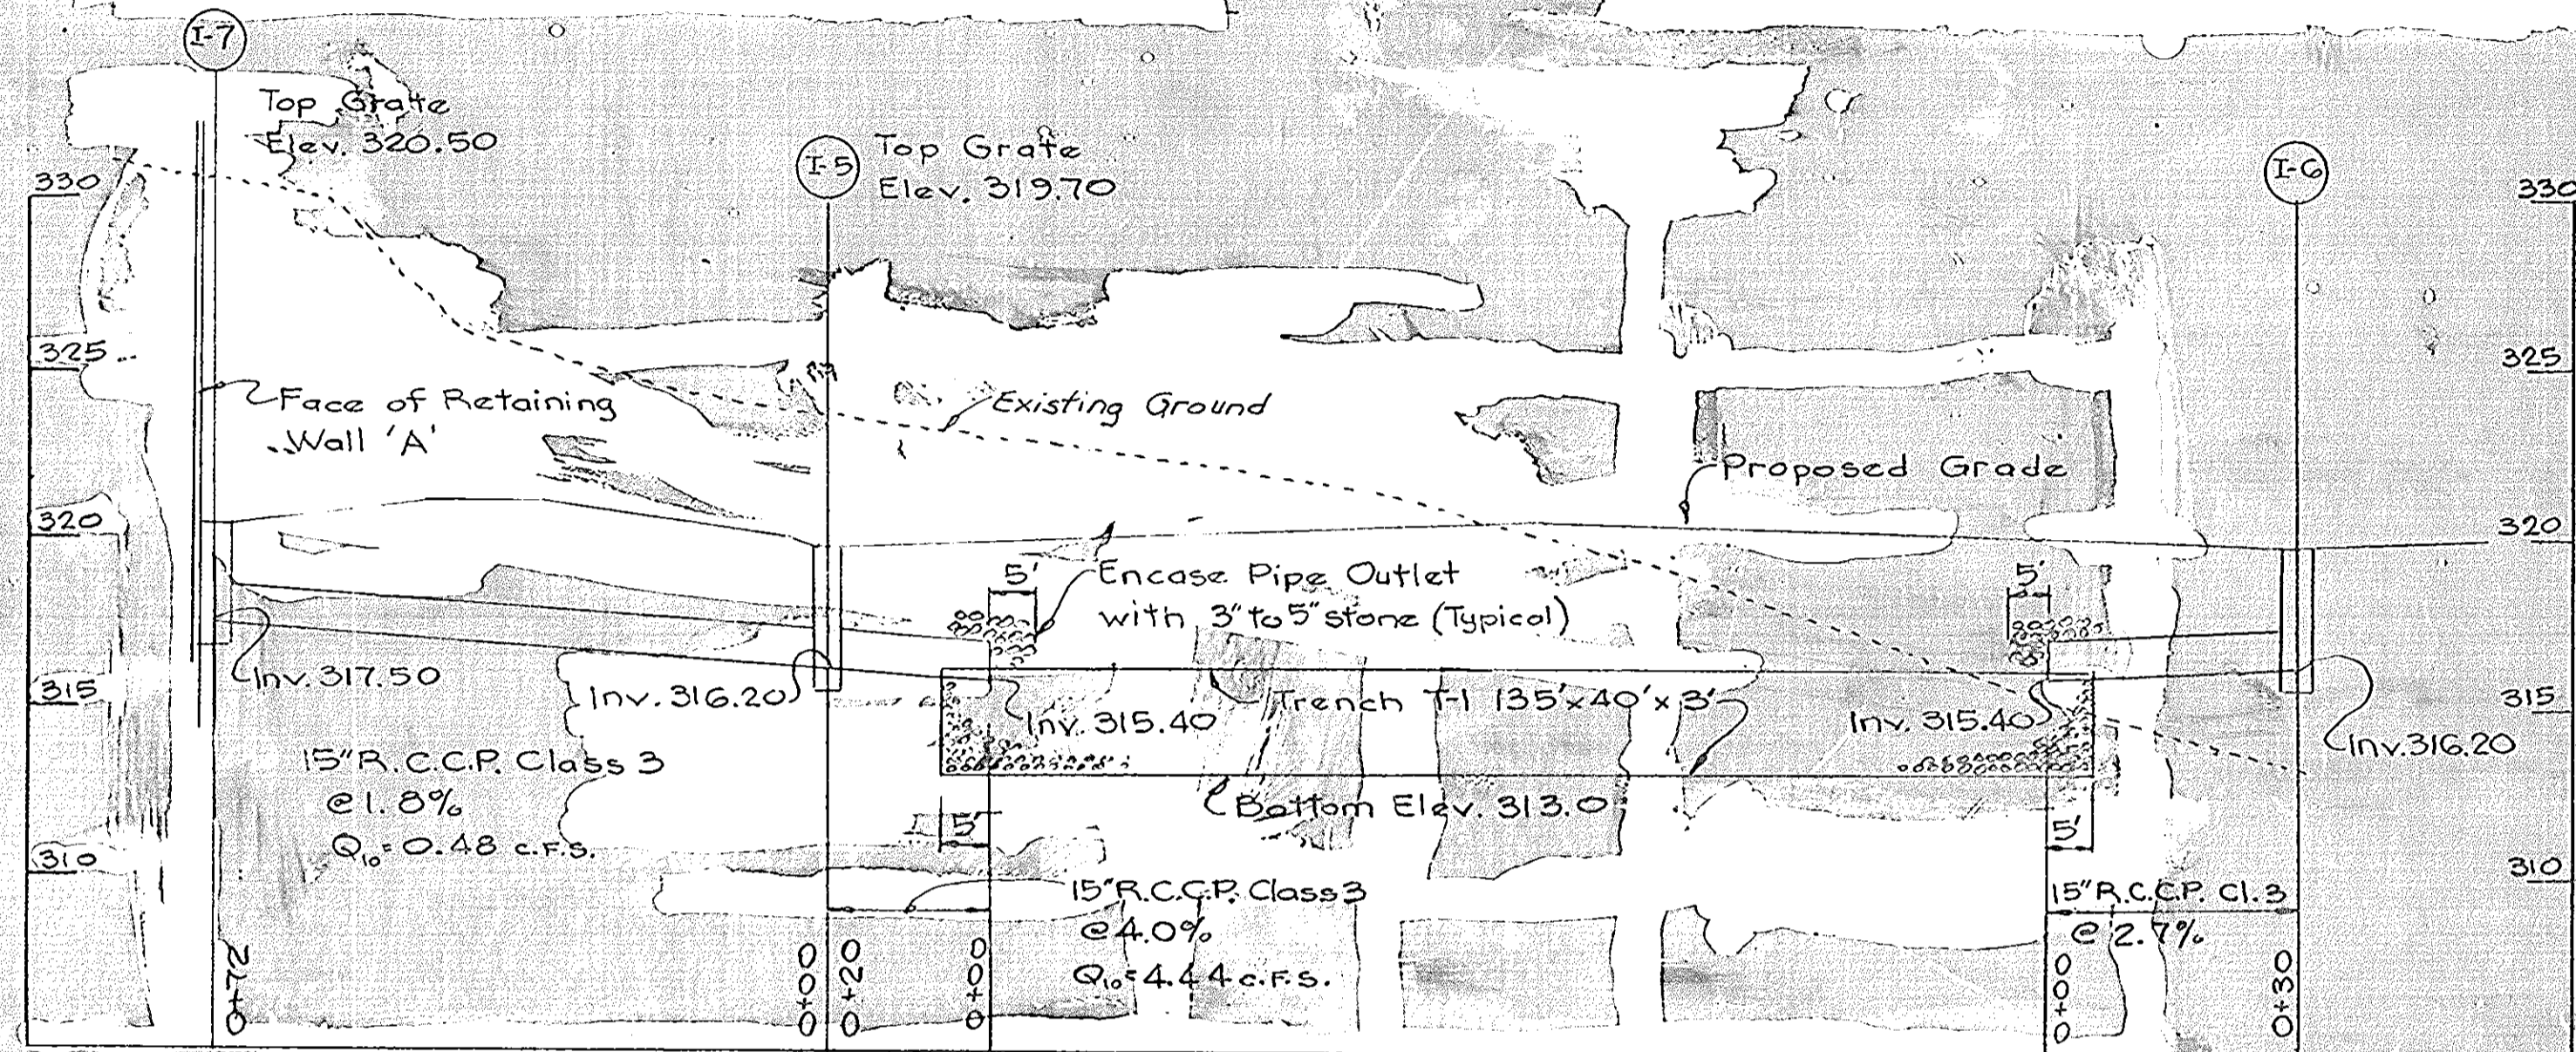 I-7
Top Grate
Elev. 320.50
I-5
Top Grate
Elev. 319.70
I-6
330
330
325
325
Face of Retaining
Wall 'A'
Existing Ground
Proposed Grade
320
320
5'
Encase Pipe Outlet
with 3" to 5" stone (Typical)
5'
Inv. 317.50
Inv. 316.20
Inv. 315.40
Trench T-1 135'x40'x3'
Inv. 315.40
Inv. 316.20
315
315
15" R.C.C.P. Class 3
@ 1.8%
Q10 = 0.48 c.f.s.
Bottom Elev. 313.0
5'
5'
310
310
15" R.C.C.P. Class 3
@ 4.0%
Q10 = 4.44 c.f.s.
15" R.C.C.P. Cl. 3
@ 2.7%
0+72
0+00
0+20
0+00
0+00
0+30